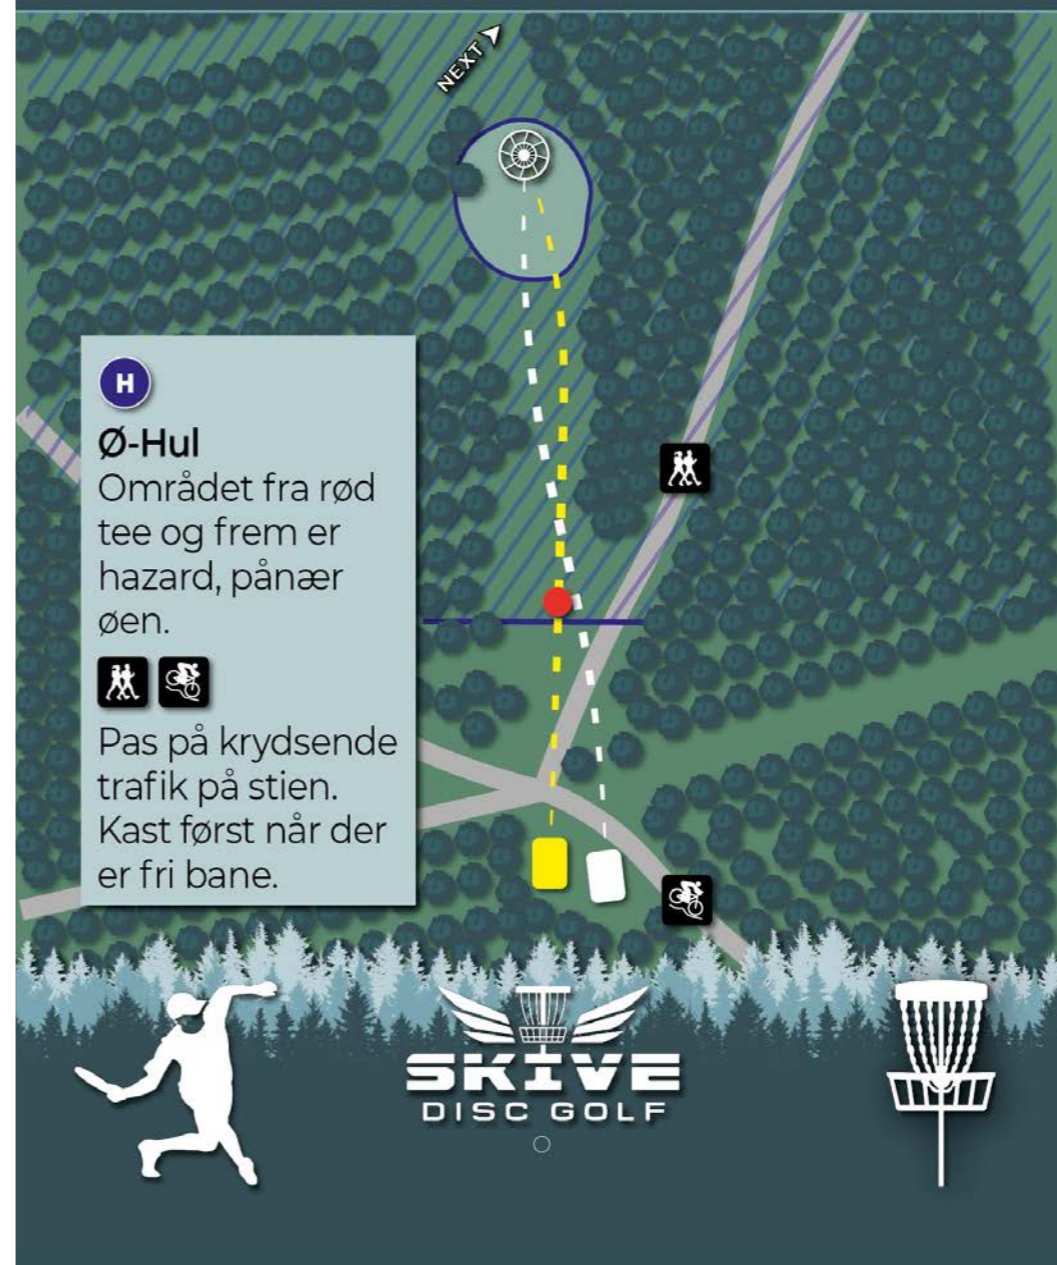 NEXT
H
Ø-Hul
Området fra rød
tee og frem er
hazard, pånær
øen.
Pas på krydsende
trafik på stien.
Kast først når der
er fri bane.
SKIVE
DISC GOLF